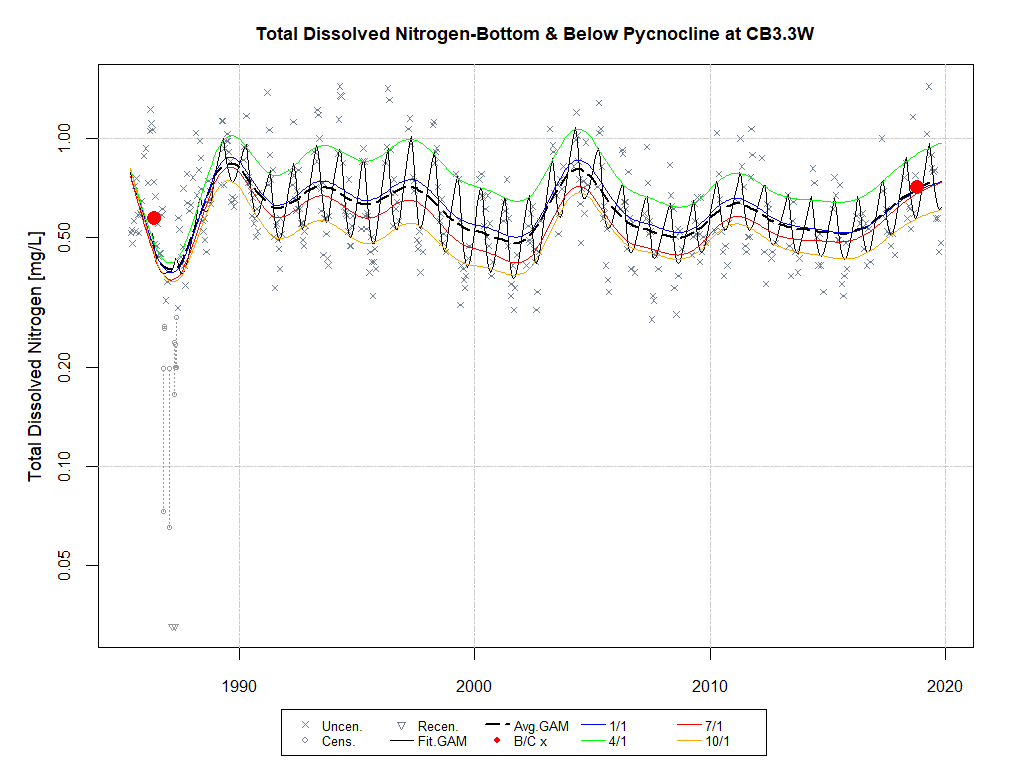 Total Dissolved Nitrogen-Bottom & Below Pycnocline at CB3.3W
Total Dissolved Nitrogen [mg/L]
1.00
0.50
0.20
0.10
0.05
1990 2000 2010 2020
Uncen. Recen. Avg.GAM 1/1 7/1
Cens. Fit.GAM B/C x 4/1 10/1